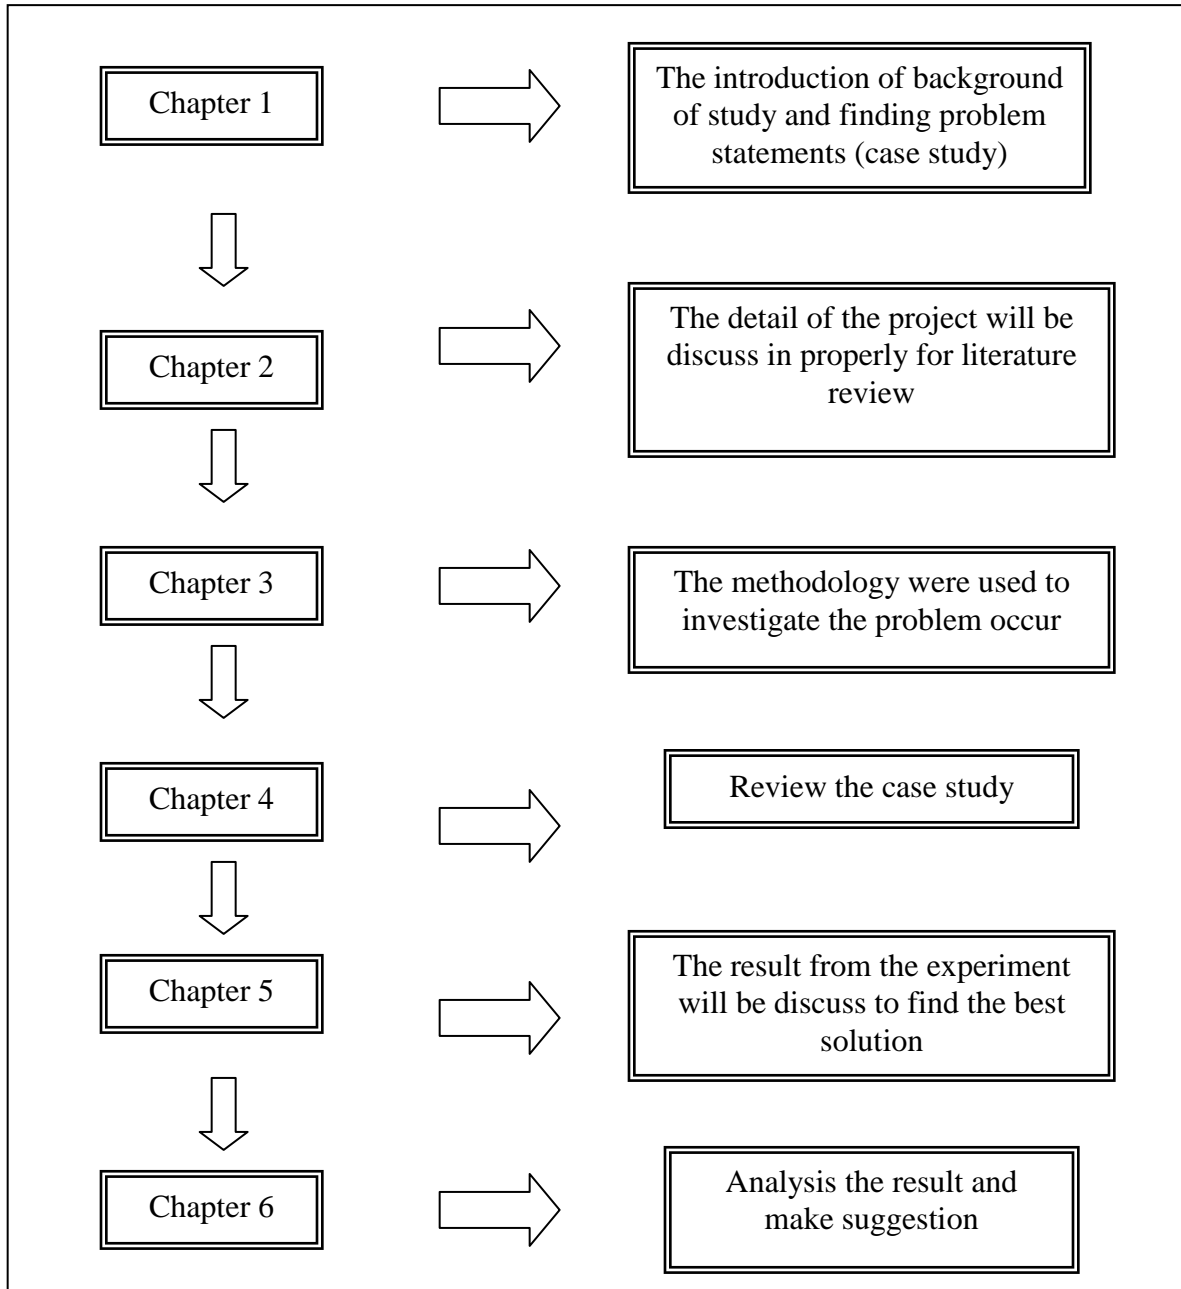 Chapter 1
The introduction of background
of study and finding problem
statements (case study)
Chapter 2
The detail of the project will be
discuss in properly for literature
review
Chapter 3
The methodology were used to
investigate the problem occur
Chapter 4
Review the case study
Chapter 5
The result from the experiment
will be discuss to find the best
solution
Chapter 6
Analysis the result and
make suggestion